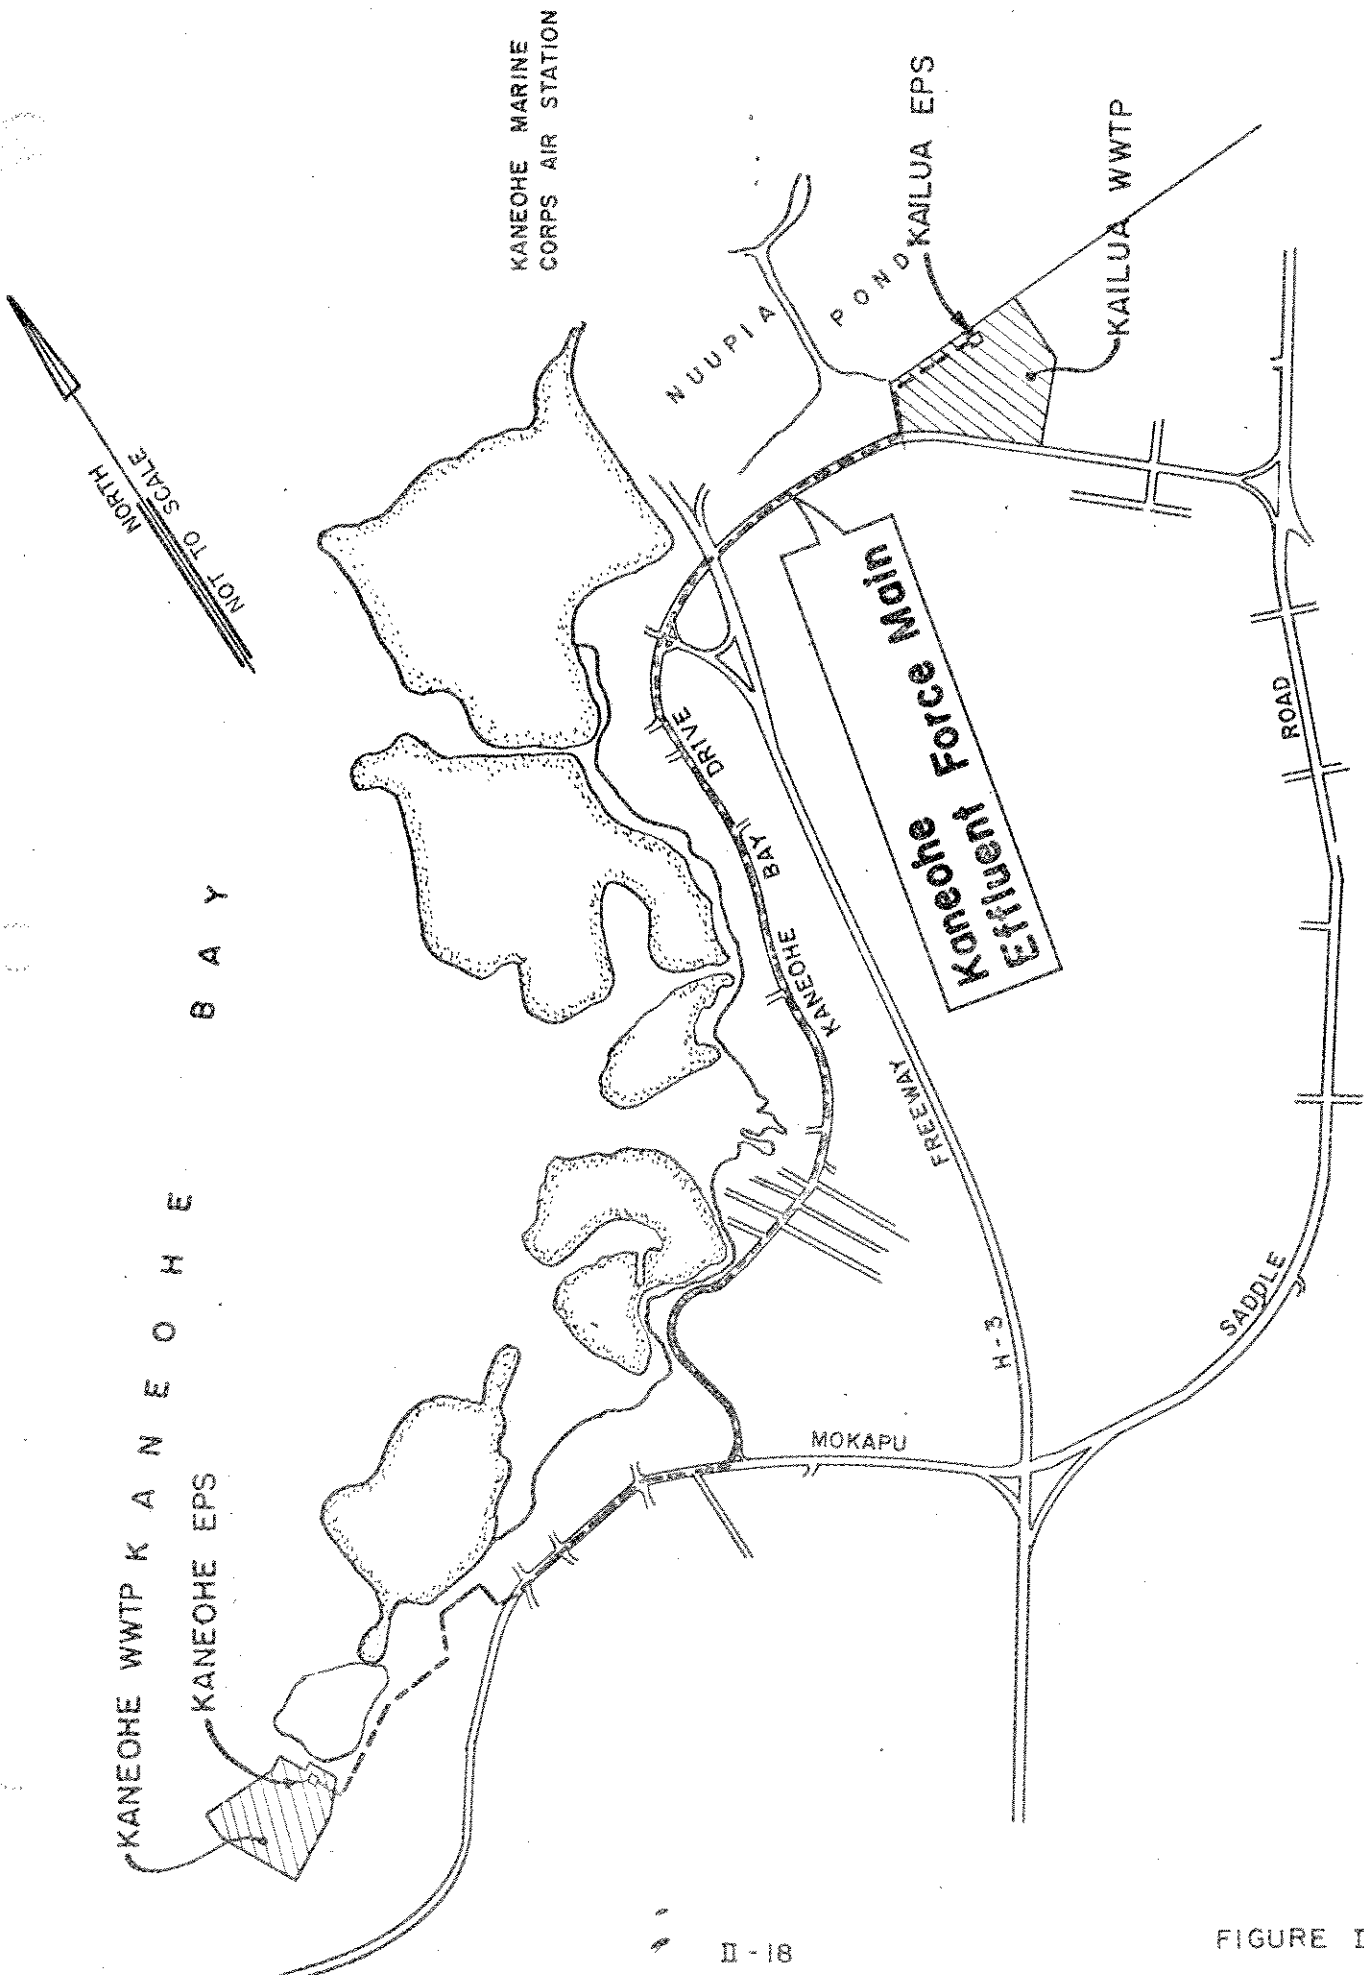 KANEOHE MARINE
CORPS AIR STATION
NORTH
NOT TO SCALE
KANEOHE BAY
KANEOHE WWTP
KANEOHE EPS
NUUPIA POND
KAILUA EPS
KAILUA WWTP
Kaneohe
Effluent Force Main
KANEOHE BAY DRIVE
H-3 FREEWAY
MOKAPU
SADDLE ROAD
II-18
FIGURE